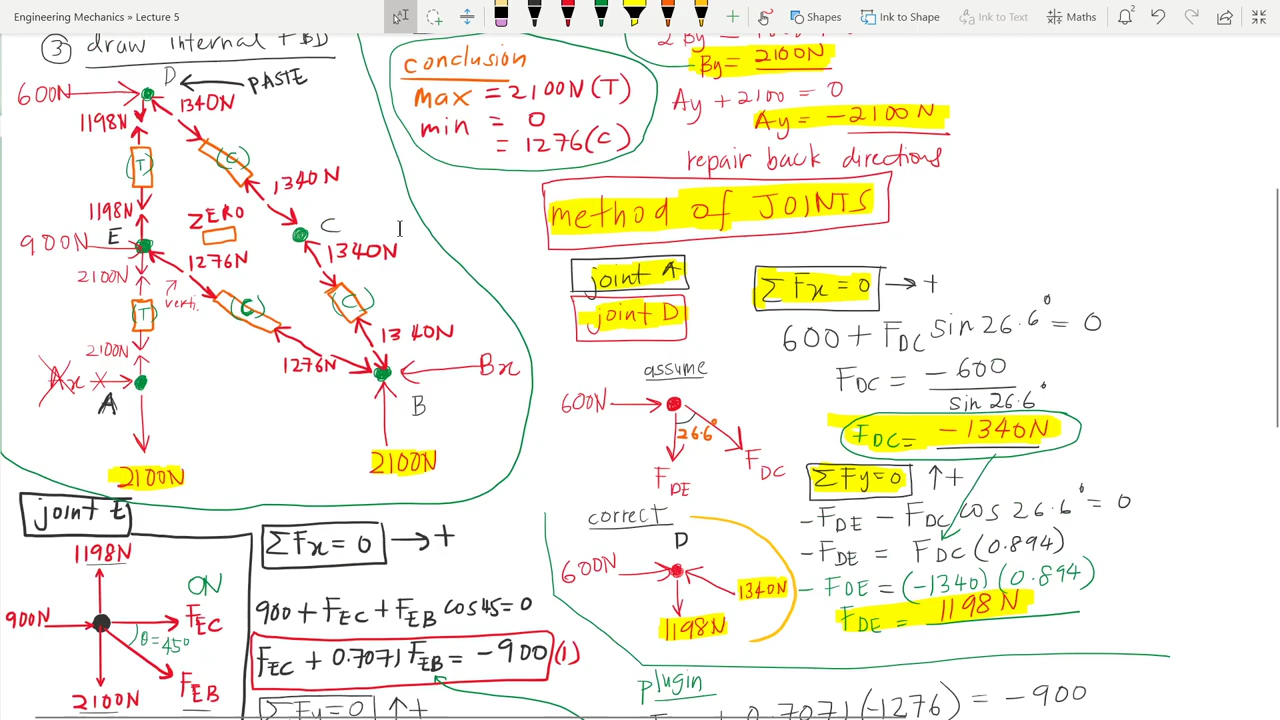 Engineering Mechanics » Lecture 5
Shapes
Ink to Shape
Ink to Text
Maths
③ draw internal FBD
D
PASTE
600N
1340N
1198N
(T)
(C)
1340N
1198N
ZERO
C
E
900N
1340N
1276N
2100N
verti.
(C)
(C)
(T)
1340N
2100N
1276N
Bx
Ax
A
B
2100N
2100N
conclusion
max = 2100N (T)
min = 0
= 1276 (C)
By = 2100N
Ay + 2100 = 0
Ay = -2100 N
repair back directions
method of JOINTS
joint A
joint D
ΣFx = 0 → +
600 + FDC sin 26.6° = 0
FDC = -600
sin 26.6°
FDC = -1340N
assume
600N
26.6°
FDE
FDC
ΣFy = 0 ↑ +
-FDE - FDC cos 26.6° = 0
-FDE = FDC (0.894)
-FDE = (-1340)(0.894)
FDE = 1198 N
correct
D
600N
1340N
1198N
joint E
1198N
0N
900N
FEC
θ=45°
FEB
2100N
ΣFx = 0 → +
900 + FEC + FEB cos 45 = 0
FEC + 0.7071 FEB = -900 (1)
ΣFy = 0 ↑ +
plugin
+ 0.7071 (-1276) = -900